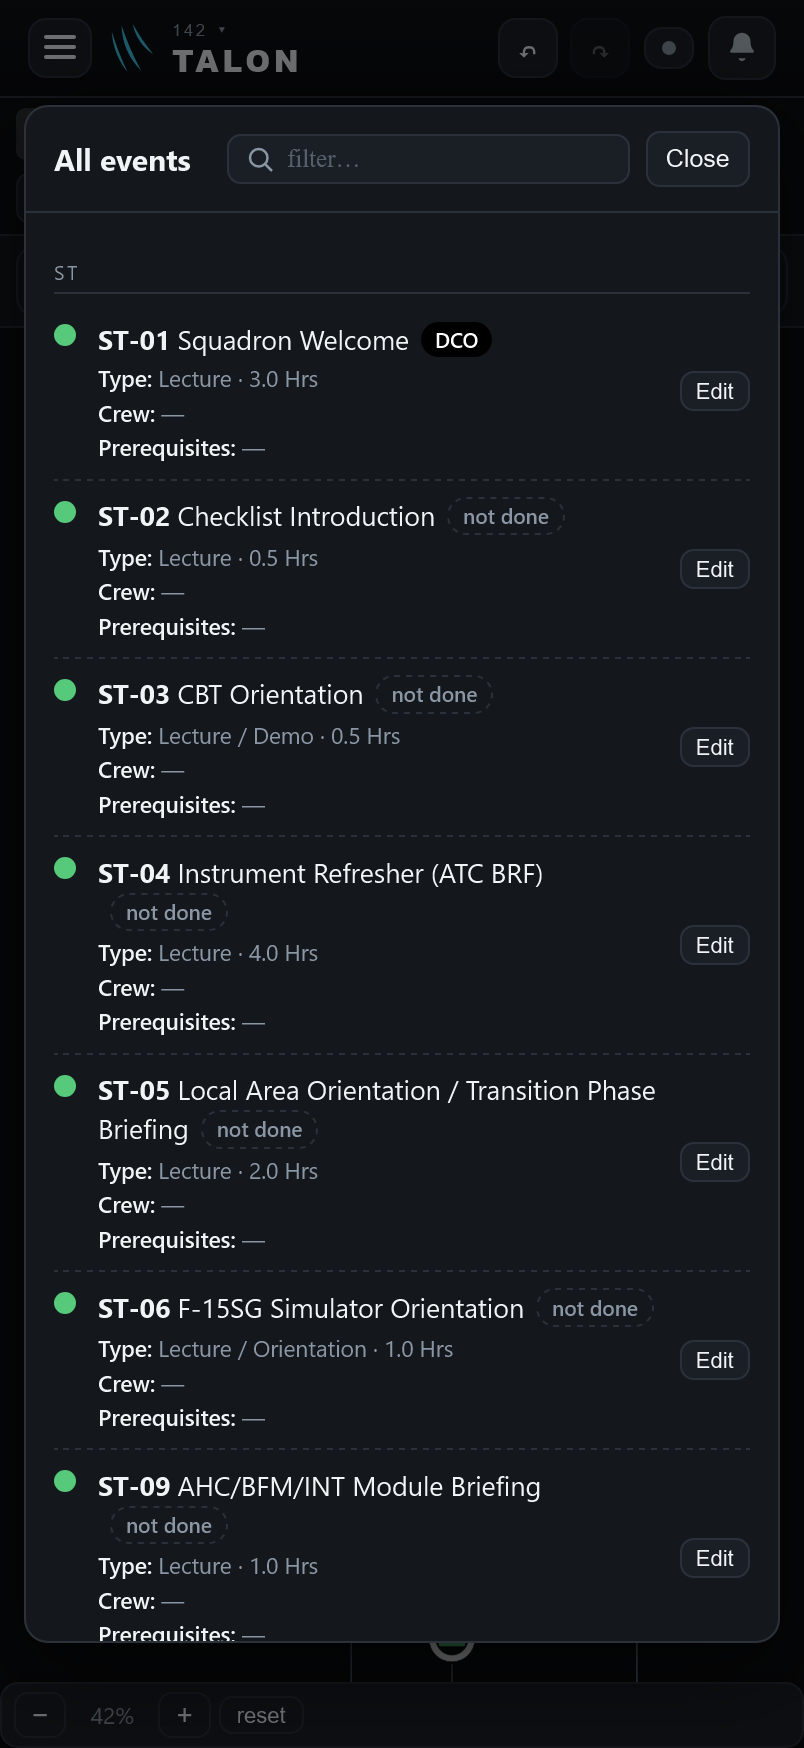 142 ▾
TALON
All events
filter…
Close
ST
ST-01 Squadron Welcome DCO
Type: Lecture · 3.0 Hrs
Crew: —
Prerequisites: —
Edit
ST-02 Checklist Introduction not done
Type: Lecture · 0.5 Hrs
Crew: —
Prerequisites: —
Edit
ST-03 CBT Orientation not done
Type: Lecture / Demo · 0.5 Hrs
Crew: —
Prerequisites: —
Edit
ST-04 Instrument Refresher (ATC BRF)
not done
Type: Lecture · 4.0 Hrs
Crew: —
Prerequisites: —
Edit
ST-05 Local Area Orientation / Transition Phase
Briefing not done
Type: Lecture · 2.0 Hrs
Crew: —
Prerequisites: —
Edit
ST-06 F-15SG Simulator Orientation not done
Type: Lecture / Orientation · 1.0 Hrs
Crew: —
Prerequisites: —
Edit
ST-09 AHC/BFM/INT Module Briefing
not done
Type: Lecture · 1.0 Hrs
Crew: —
Prerequisites: —
Edit
− 42% + reset